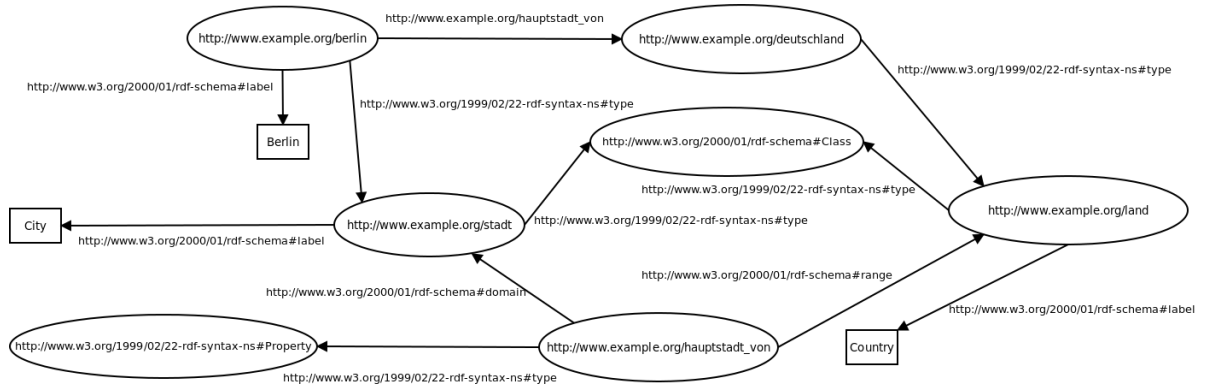 http://www.example.org/hauptstadt_von
http://www.example.org/berlin
http://www.example.org/deutschland
http://www.w3.org/1999/02/22-rdf-syntax-ns#type
http://www.w3.org/2000/01/rdf-schema#label
http://www.w3.org/1999/02/22-rdf-syntax-ns#type
Berlin
http://www.w3.org/2000/01/rdf-schema#Class
http://www.w3.org/1999/02/22-rdf-syntax-ns#type
http://www.example.org/land
http://www.w3.org/1999/02/22-rdf-syntax-ns#type
City
http://www.example.org/stadt
http://www.w3.org/2000/01/rdf-schema#label
http://www.w3.org/2000/01/rdf-schema#range
http://www.w3.org/2000/01/rdf-schema#domain
http://www.w3.org/2000/01/rdf-schema#label
http://www.w3.org/1999/02/22-rdf-syntax-ns#Property
http://www.example.org/hauptstadt_von
Country
http://www.w3.org/1999/02/22-rdf-syntax-ns#type